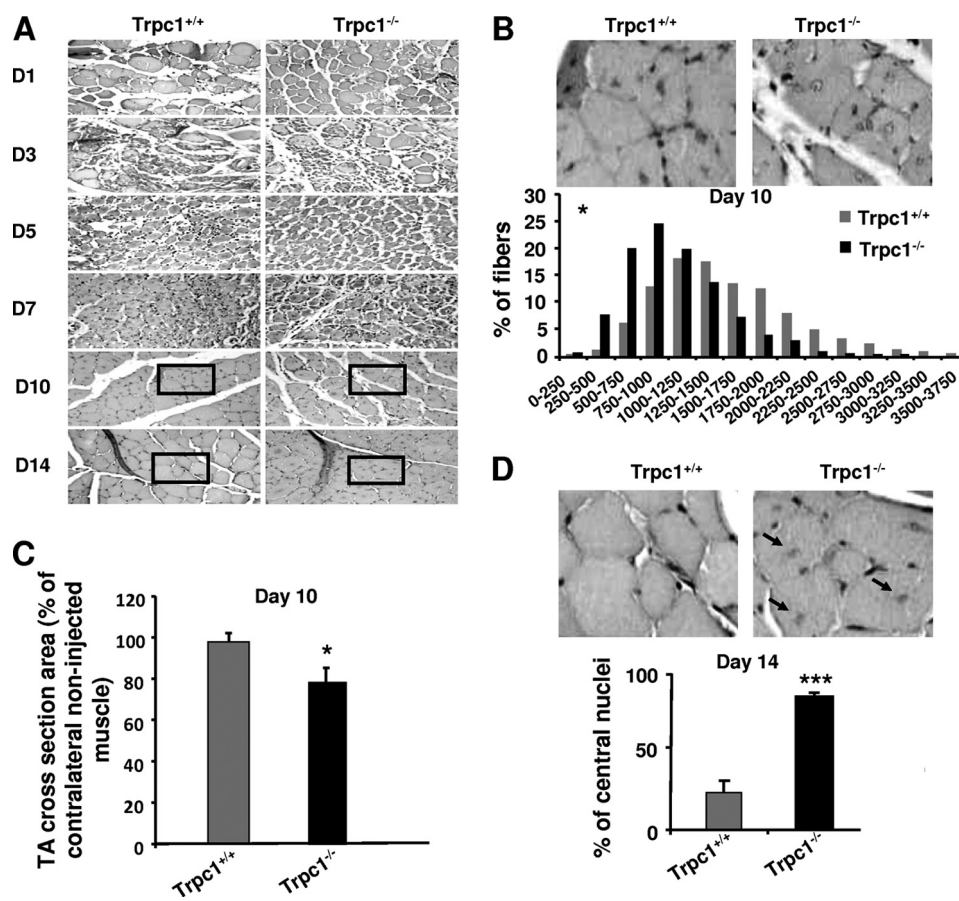 A
Trpc1+/+
Trpc1-/-
D1
D3
D5
D7
D10
D14
B
Trpc1+/+
Trpc1-/-
Day 10
% of fibers
30
25
20
15
10
5
0
*
Trpc1+/+
Trpc1-/-
0-250
250-500
500-750
750-1000
1000-1250
1250-1500
1500-1750
1750-2000
2000-2250
2250-2500
2500-2750
2750-3000
3000-3250
3250-3500
3500-3750
C
Day 10
TA cross section area (% of
contralateral non-injected
muscle)
120
100
80
60
40
20
0
*
Trpc1+/+
Trpc1-/-
D
Trpc1+/+
Trpc1-/-
Day 14
% of central nuclei
100
50
0
***
Trpc1+/+
Trpc1-/-